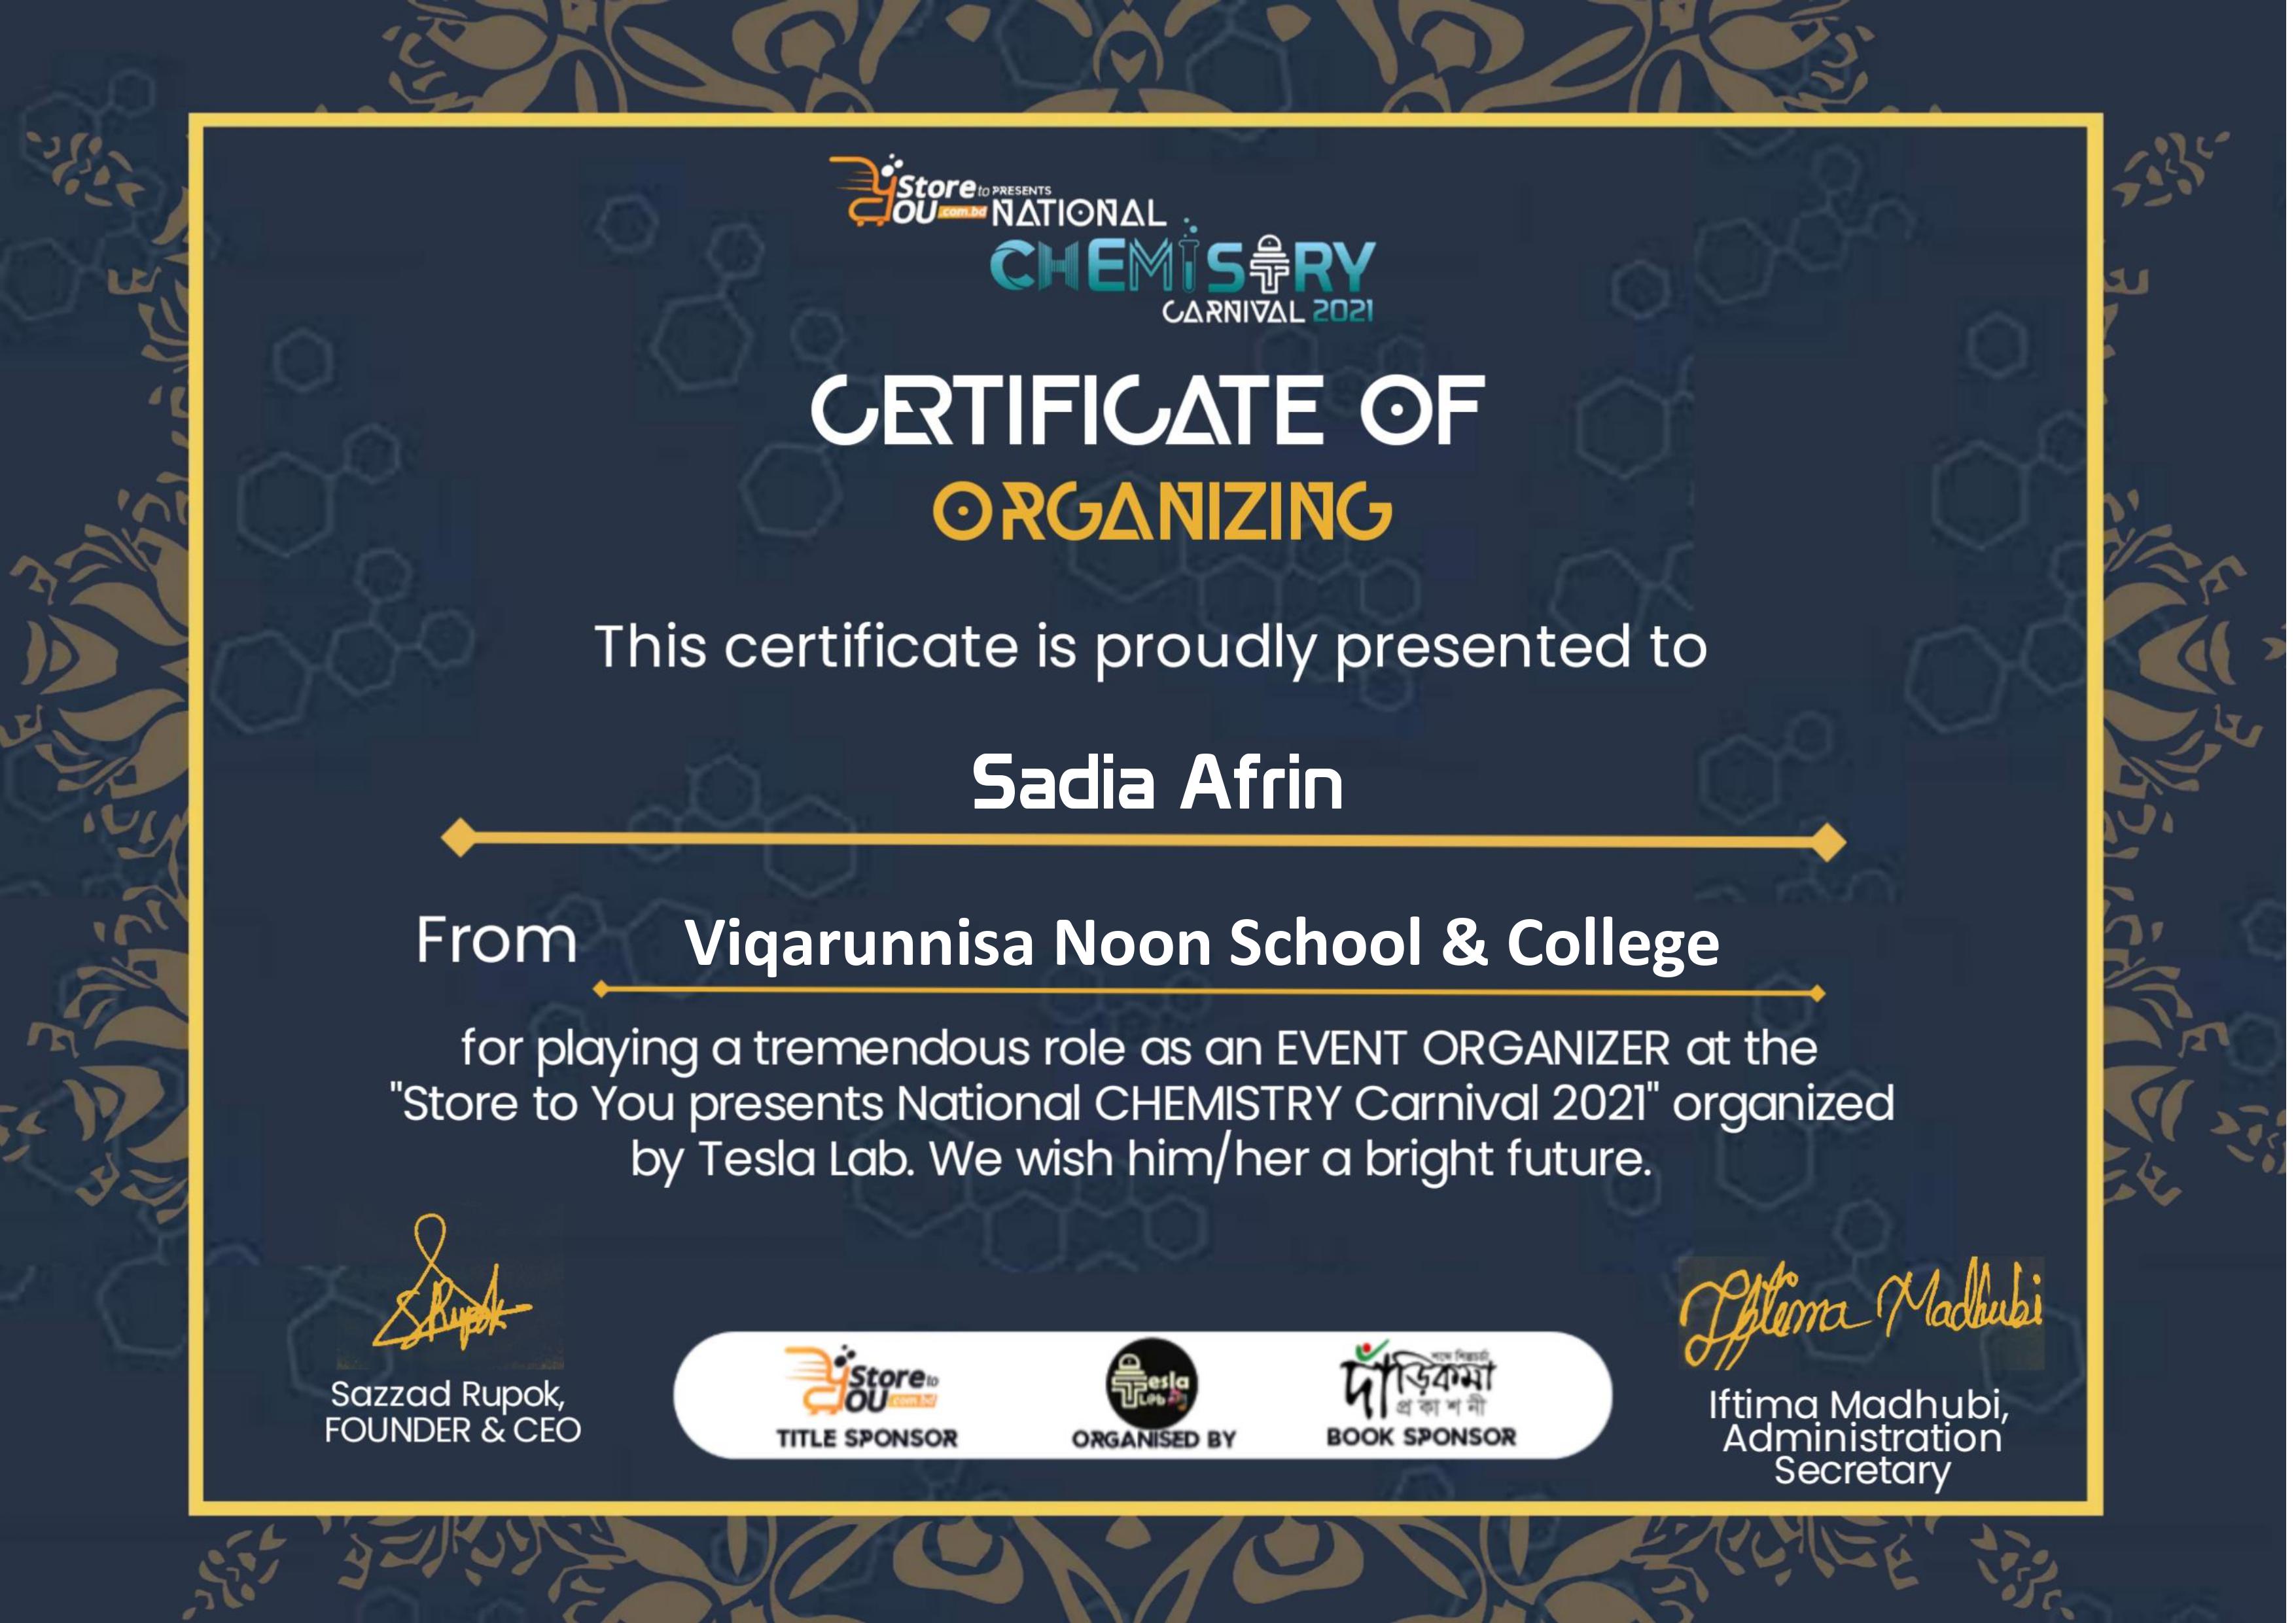 Store to PRESENTS
YOU .com.bd NATIONAL
CHEMISTRY
CARNIVAL 2021
CERTIFICATE OF
ORGANIZING
This certificate is proudly presented to
Sadia Afrin
From Viqarunnisa Noon School & College
for playing a tremendous role as an EVENT ORGANIZER at the
"Store to You presents National CHEMISTRY Carnival 2021" organized
by Tesla Lab. We wish him/her a bright future.
SRupok
Sazzad Rupok,
FOUNDER & CEO
Store to
YOU .com.bd
TITLE SPONSOR
Tesla
Lab
ORGANISED BY
দাঁড়িকমা
প্রকাশনী
BOOK SPONSOR
Iftima Madhubi
Iftima Madhubi,
Administration
Secretary